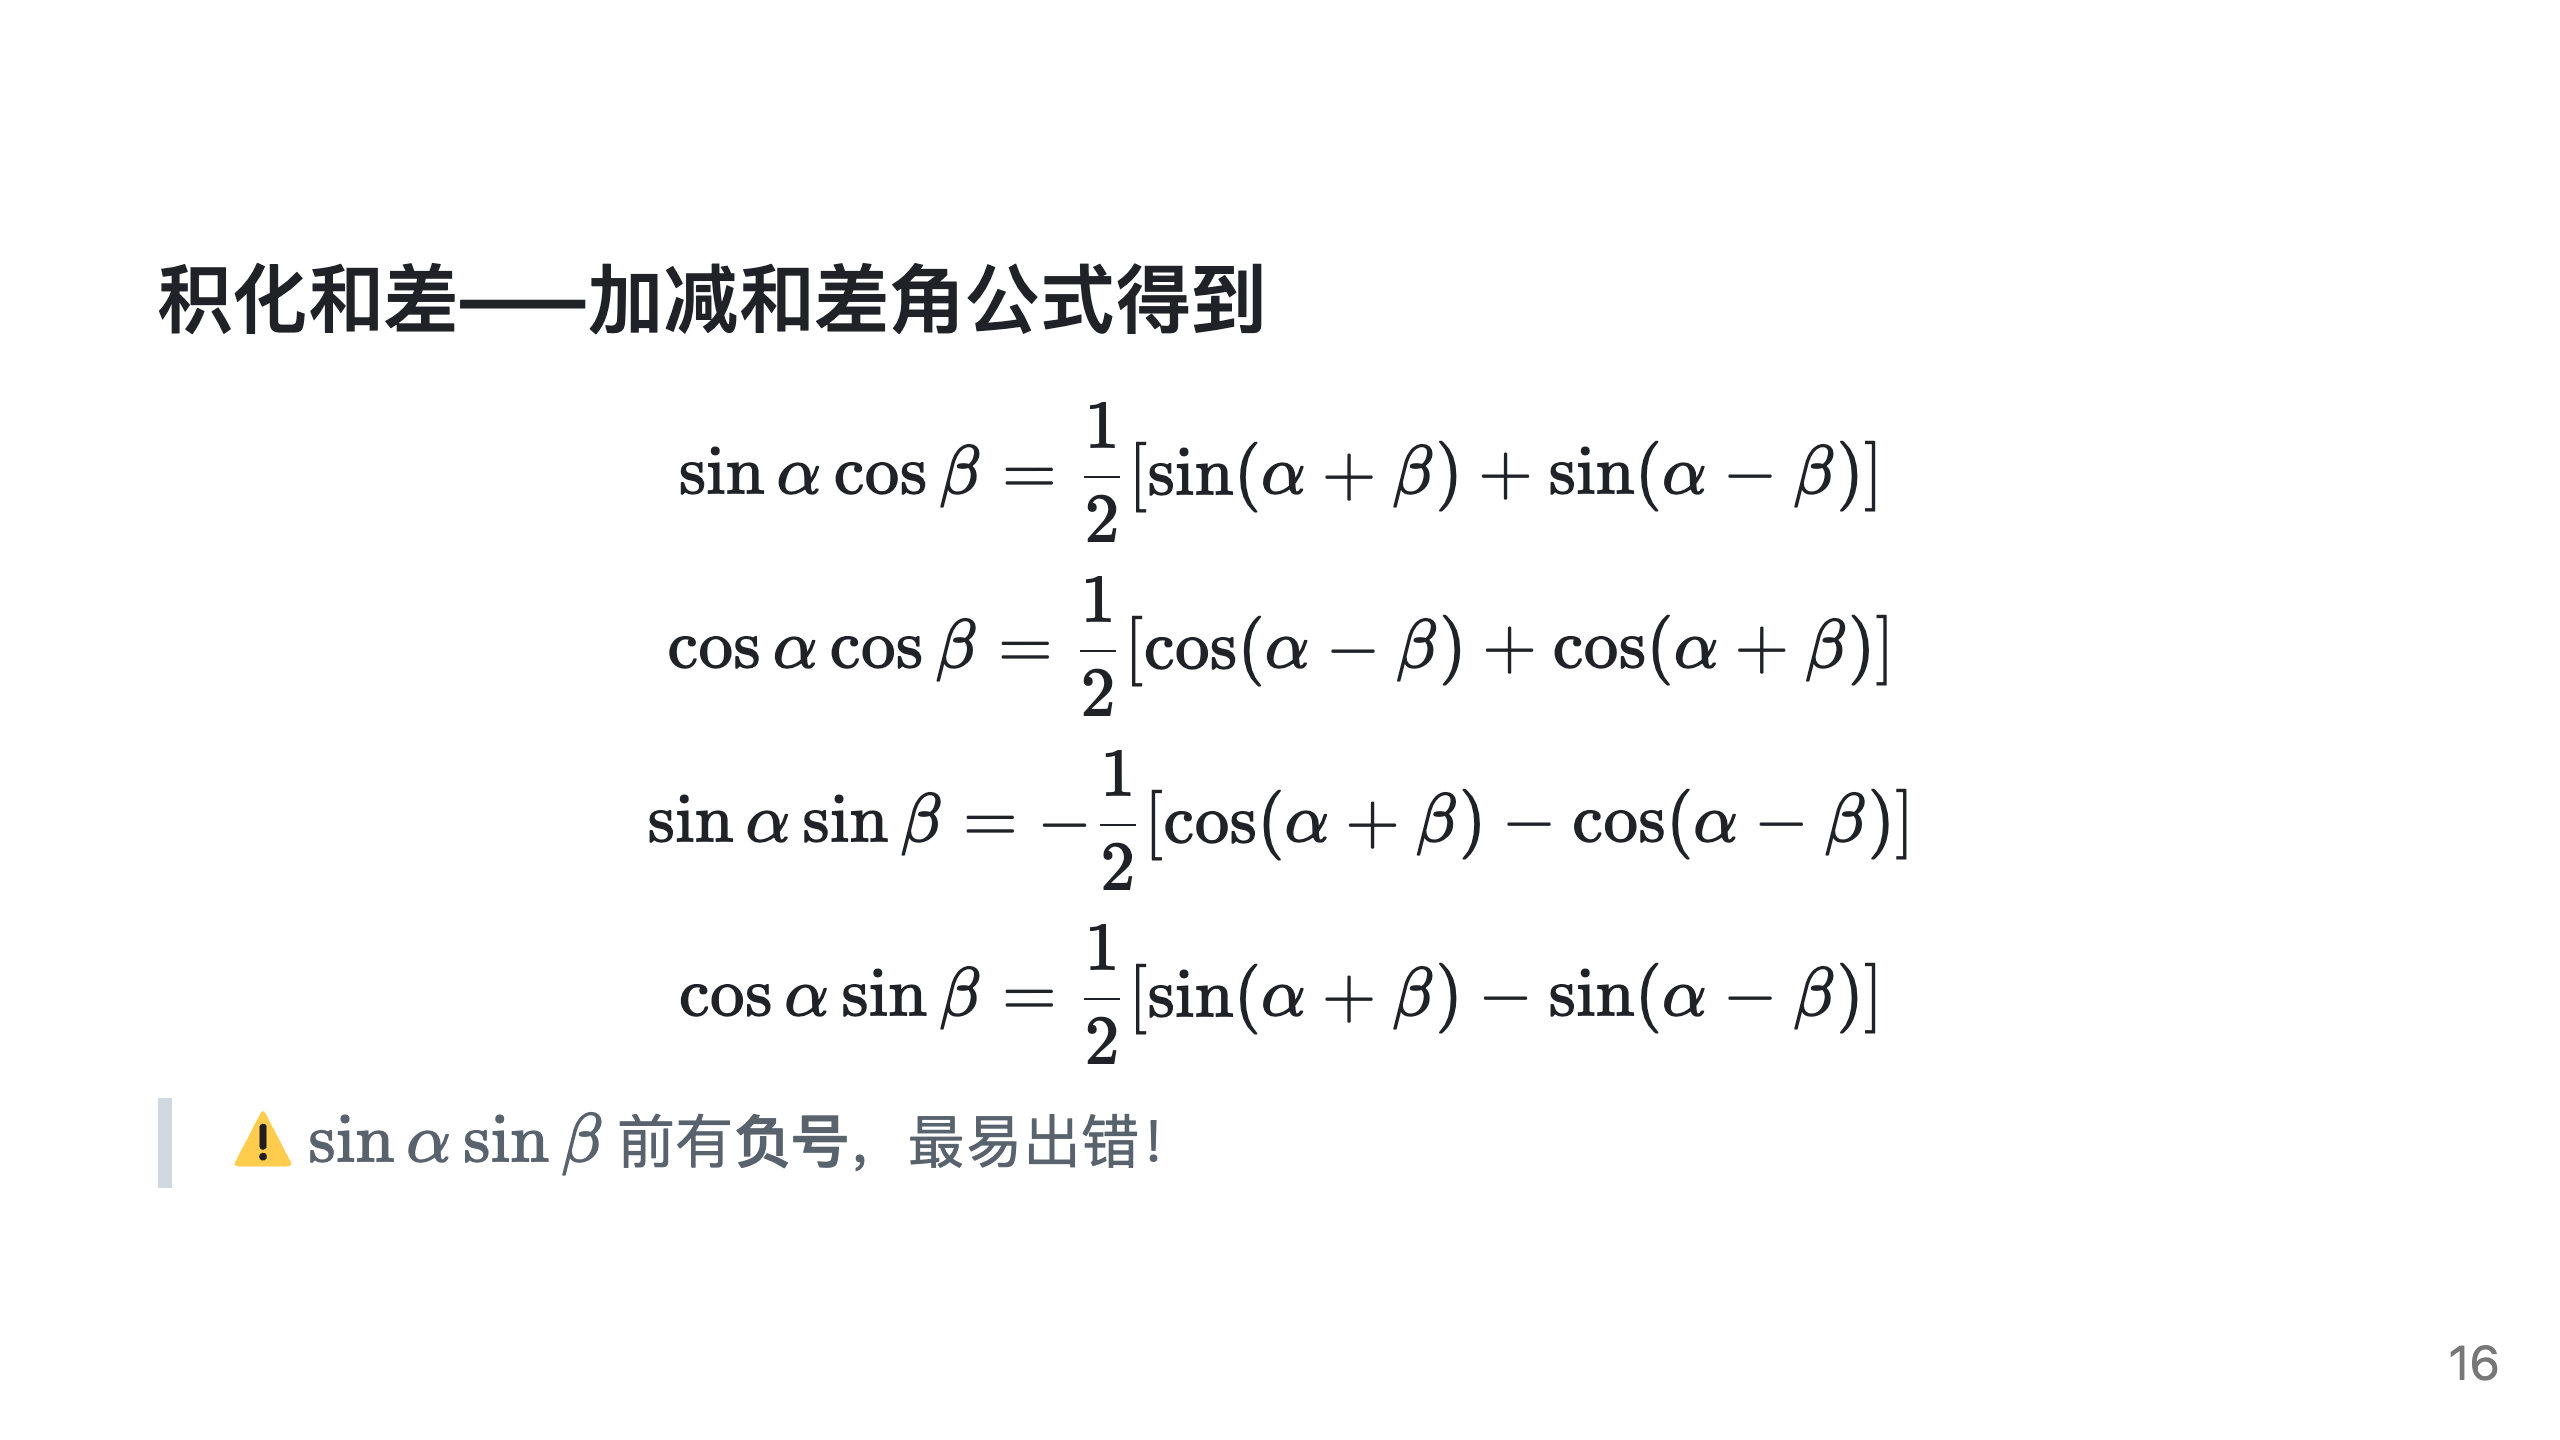 积化和差——加减和差角公式得到
sin α cos β = 1/2 [sin(α + β) + sin(α − β)]
cos α cos β = 1/2 [cos(α − β) + cos(α + β)]
sin α sin β = −1/2 [cos(α + β) − cos(α − β)]
cos α sin β = 1/2 [sin(α + β) − sin(α − β)]
⚠️ sin α sin β 前有负号，最易出错！
16